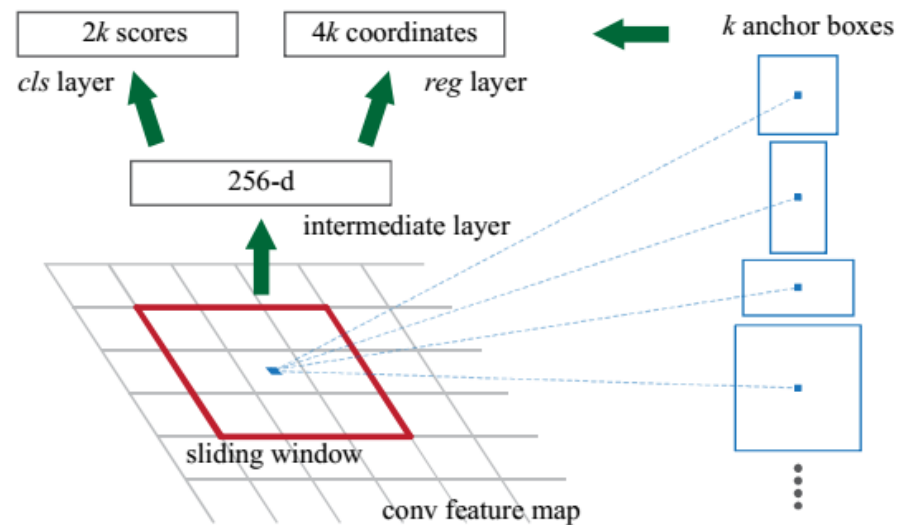 2k scores
4k coordinates
k anchor boxes
cls layer
reg layer
256-d
intermediate layer
sliding window
conv feature map